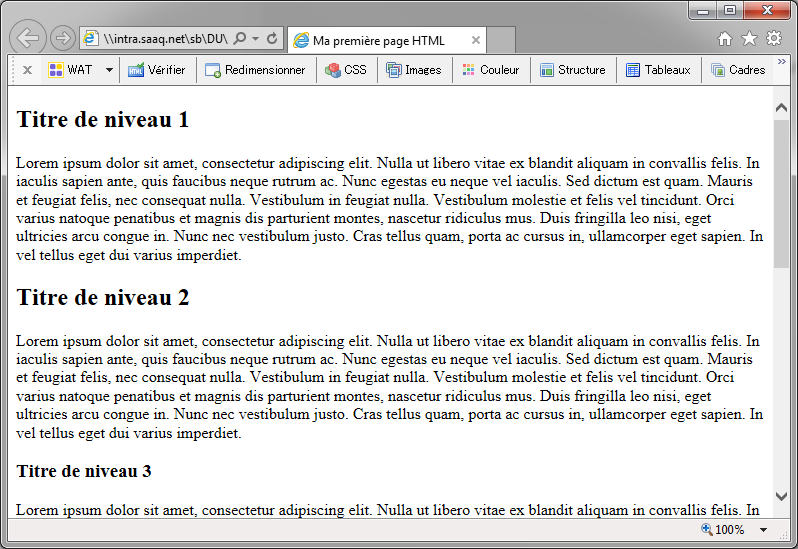 \\intra.saaq.net\sb\DU\
Ma première page HTML
WAT Vérifier Redimensionner CSS Images Couleur Structure Tableaux Cadres
Titre de niveau 1
Lorem ipsum dolor sit amet, consectetur adipiscing elit. Nulla ut libero vitae ex blandit aliquam in convallis felis. In
iaculis sapien ante, quis faucibus neque rutrum ac. Nunc egestas eu neque vel iaculis. Sed dictum est quam. Mauris
et feugiat felis, nec consequat nulla. Vestibulum in feugiat nulla. Vestibulum molestie et felis vel tincidunt. Orci
varius natoque penatibus et magnis dis parturient montes, nascetur ridiculus mus. Duis fringilla leo nisi, eget
ultricies arcu congue in. Nunc nec vestibulum justo. Cras tellus quam, porta ac cursus in, ullamcorper eget sapien. In
vel tellus eget dui varius imperdiet.
Titre de niveau 2
Lorem ipsum dolor sit amet, consectetur adipiscing elit. Nulla ut libero vitae ex blandit aliquam in convallis felis. In
iaculis sapien ante, quis faucibus neque rutrum ac. Nunc egestas eu neque vel iaculis. Sed dictum est quam. Mauris
et feugiat felis, nec consequat nulla. Vestibulum in feugiat nulla. Vestibulum molestie et felis vel tincidunt. Orci
varius natoque penatibus et magnis dis parturient montes, nascetur ridiculus mus. Duis fringilla leo nisi, eget
ultricies arcu congue in. Nunc nec vestibulum justo. Cras tellus quam, porta ac cursus in, ullamcorper eget sapien. In
vel tellus eget dui varius imperdiet.
Titre de niveau 3
Lorem ipsum dolor sit amet, consectetur adipiscing elit. Nulla ut libero vitae ex blandit aliquam in convallis felis. In
100%